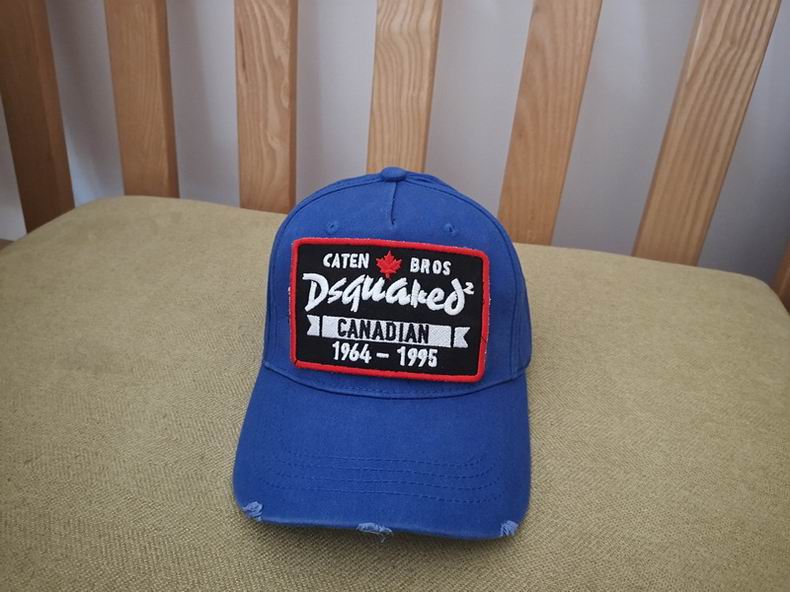 CATEN BROS
Dsquared²
CANADIAN
1964 - 1995